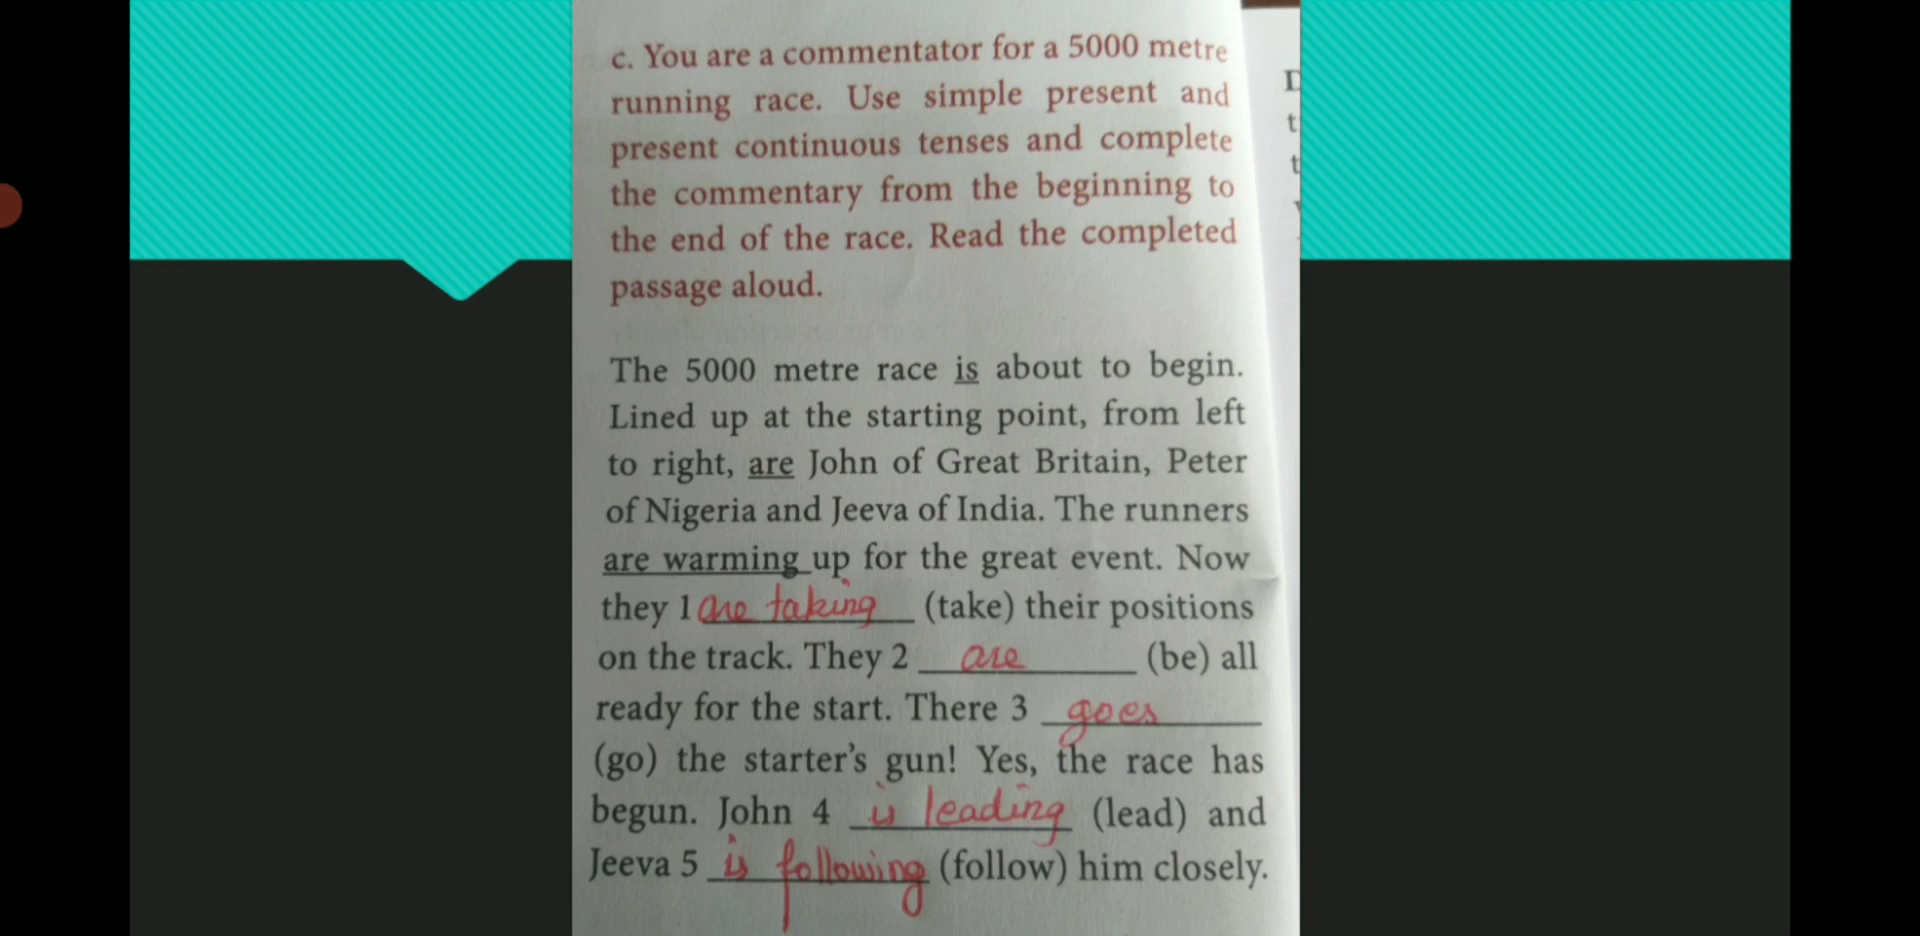 c. You are a commentator for a 5000 metre
running race. Use simple present and
present continuous tenses and complete
the commentary from the beginning to
the end of the race. Read the completed
passage aloud.
The 5000 metre race is about to begin.
Lined up at the starting point, from left
to right, are John of Great Britain, Peter
of Nigeria and Jeeva of India. The runners
are warming up for the great event. Now
they 1 are taking (take) their positions
on the track. They 2 are (be) all
ready for the start. There 3 goes
(go) the starter's gun! Yes, the race has
begun. John 4 is leading (lead) and
Jeeva 5 is following (follow) him closely.